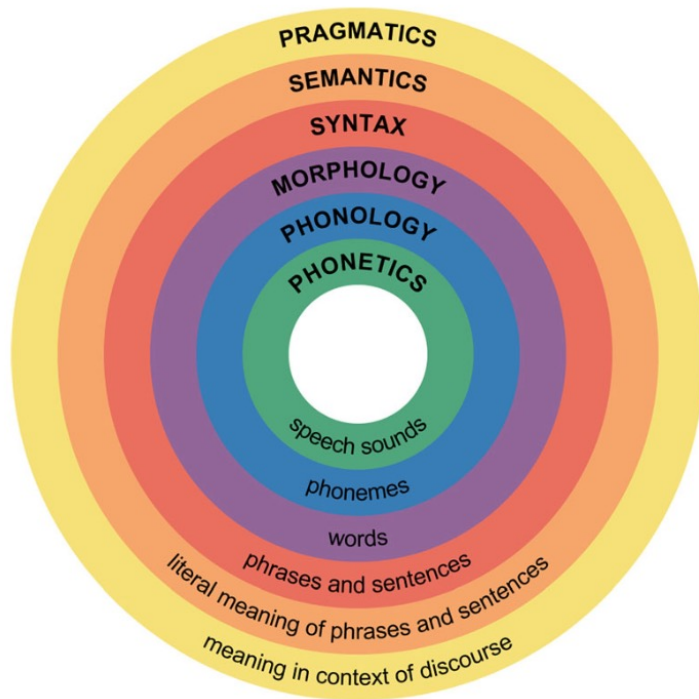 PRAGMATICS
SEMANTICS
SYNTAX
MORPHOLOGY
PHONOLOGY
PHONETICS
speech sounds
phonemes
words
phrases and sentences
literal meaning of phrases and sentences
meaning in context of discourse